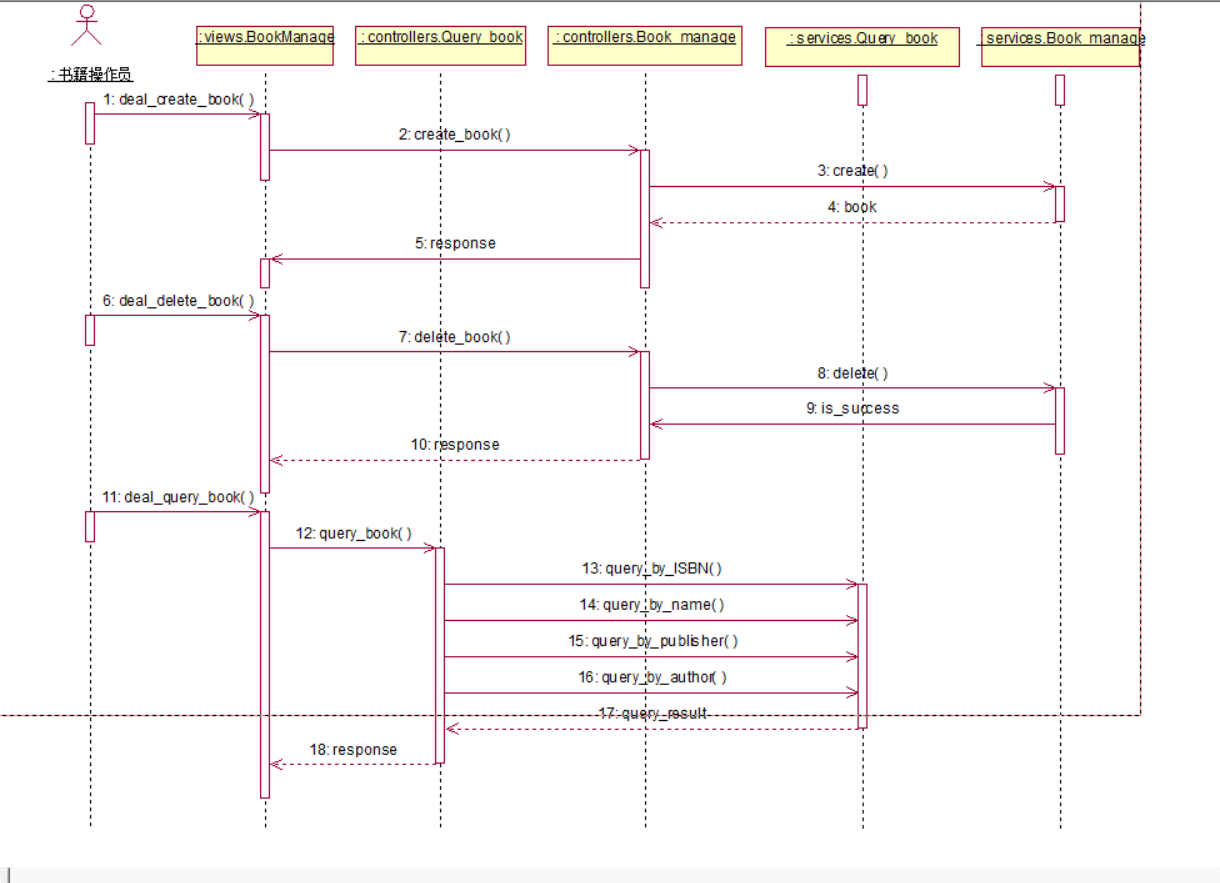 : views.BookManage
: controllers.Query_book
: controllers.Book_manage
: services.Query_book
: services.Book_manage
: 书籍操作员
1: deal_create_book( )
2: create_book( )
3: create( )
4: book
5: response
6: deal_delete_book( )
7: delete_book( )
8: delete( )
9: is_success
10: response
11: deal_query_book( )
12: query_book( )
13: query_by_ISBN( )
14: query_by_name( )
15: query_by_publisher( )
16: query_by_author( )
17: query_result
18: response